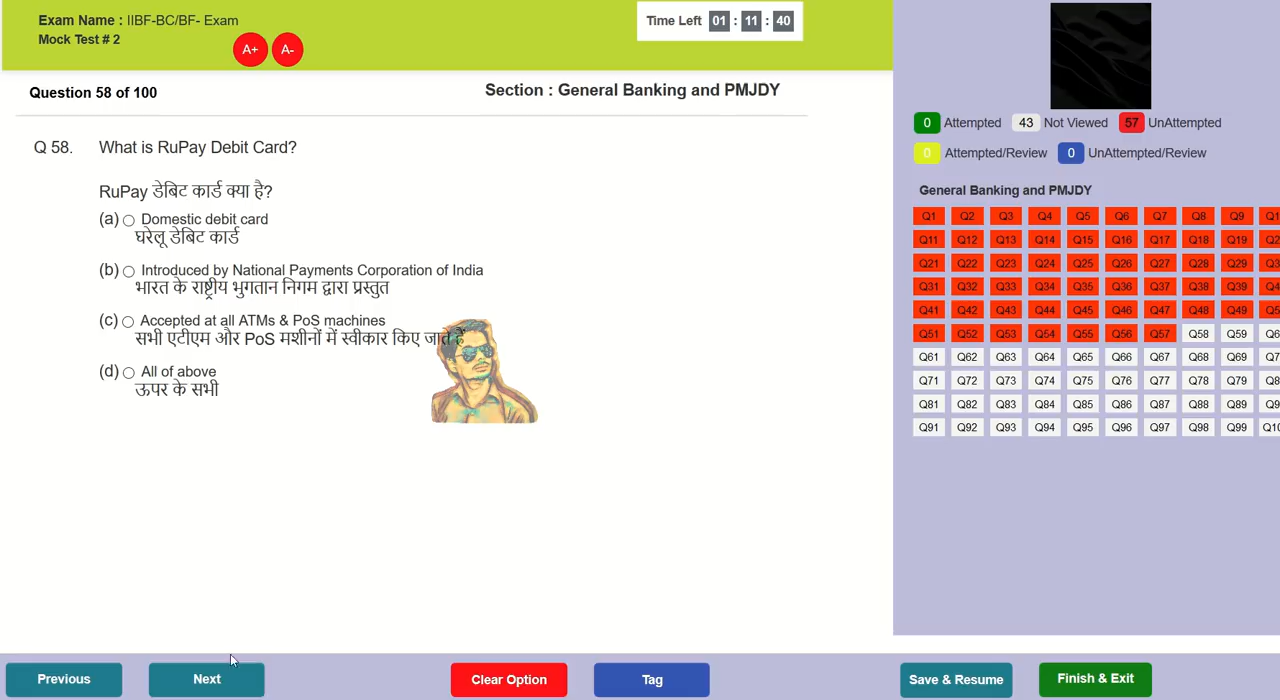 Exam Name : IIBF-BC/BF- Exam
Mock Test # 2
A+ A-
Time Left 01 : 11 : 40
Question 58 of 100
Section : General Banking and PMJDY
Q 58. What is RuPay Debit Card?
RuPay डेबिट कार्ड क्या है?
(a) Domestic debit card
घरेलू डेबिट कार्ड
(b) Introduced by National Payments Corporation of India
भारत के राष्ट्रीय भुगतान निगम द्वारा प्रस्तुत
(c) Accepted at all ATMs & PoS machines
सभी एटीएम और PoS मशीनों में स्वीकार किए जाते हैं
(d) All of above
ऊपर के सभी
0 Attempted 43 Not Viewed 57 UnAttempted
0 Attempted/Review 0 UnAttempted/Review
General Banking and PMJDY
Q1 Q2 Q3 Q4 Q5 Q6 Q7 Q8 Q9
Q11 Q12 Q13 Q14 Q15 Q16 Q17 Q18 Q19
Q21 Q22 Q23 Q24 Q25 Q26 Q27 Q28 Q29
Q31 Q32 Q33 Q34 Q35 Q36 Q37 Q38 Q39
Q41 Q42 Q43 Q44 Q45 Q46 Q47 Q48 Q49
Q51 Q52 Q53 Q54 Q55 Q56 Q57 Q58 Q59
Q61 Q62 Q63 Q64 Q65 Q66 Q67 Q68 Q69
Q71 Q72 Q73 Q74 Q75 Q76 Q77 Q78 Q79
Q81 Q82 Q83 Q84 Q85 Q86 Q87 Q88 Q89
Q91 Q92 Q93 Q94 Q95 Q96 Q97 Q98 Q99
Previous Next Clear Option Tag Save & Resume Finish & Exit